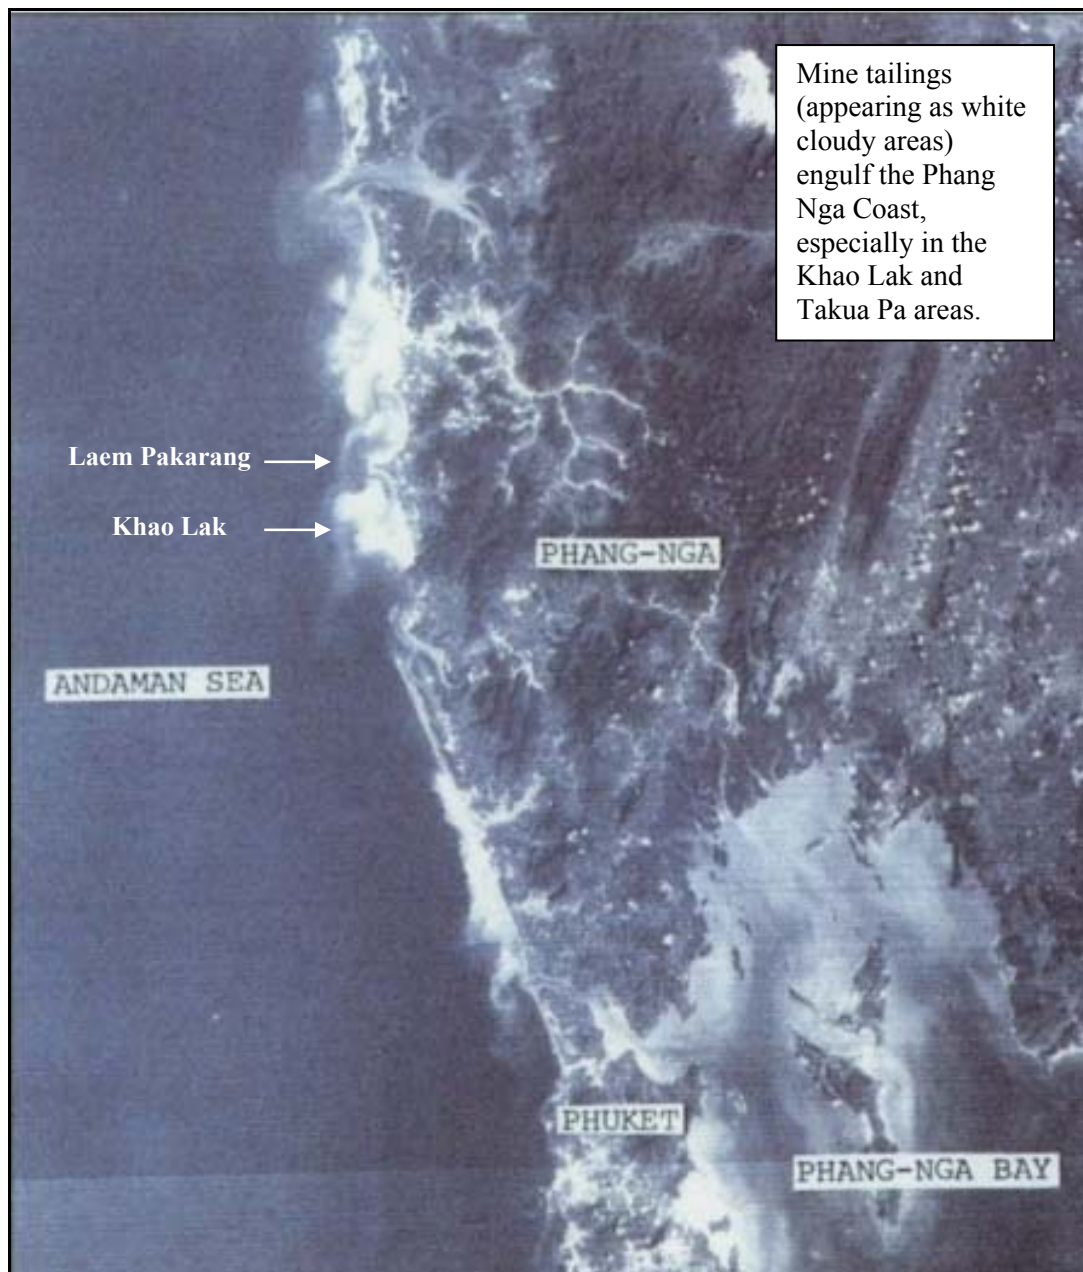 Mine tailings
(appearing as white
cloudy areas)
engulf the Phang
Nga Coast,
especially in the
Khao Lak and
Takua Pa areas.
Laem Pakarang
Khao Lak
PHANG-NGA
ANDAMAN SEA
PHUKET
PHANG-NGA BAY